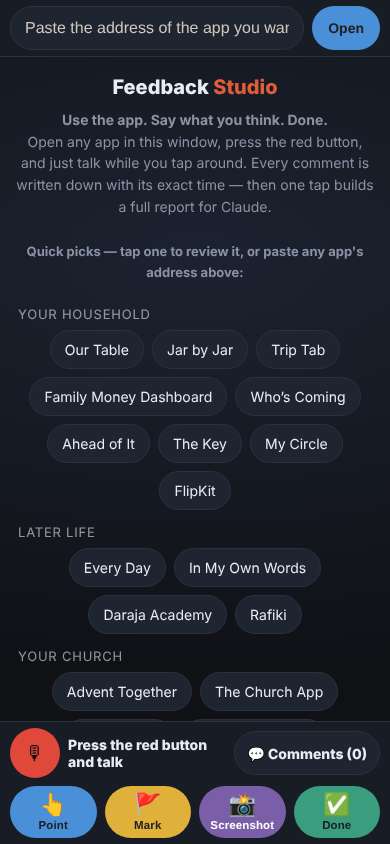 Paste the address of the app you war
Open
Feedback Studio
Use the app. Say what you think. Done.
Open any app in this window, press the red button,
and just talk while you tap around. Every comment is
written down with its exact time — then one tap builds
a full report for Claude.
Quick picks — tap one to review it, or paste any app's
address above:
YOUR HOUSEHOLD
Our Table
Jar by Jar
Trip Tab
Family Money Dashboard
Who's Coming
Ahead of It
The Key
My Circle
FlipKit
LATER LIFE
Every Day
In My Own Words
Daraja Academy
Rafiki
YOUR CHURCH
Advent Together
The Church App
Press the red button
and talk
Comments (0)
Point
Mark
Screenshot
Done